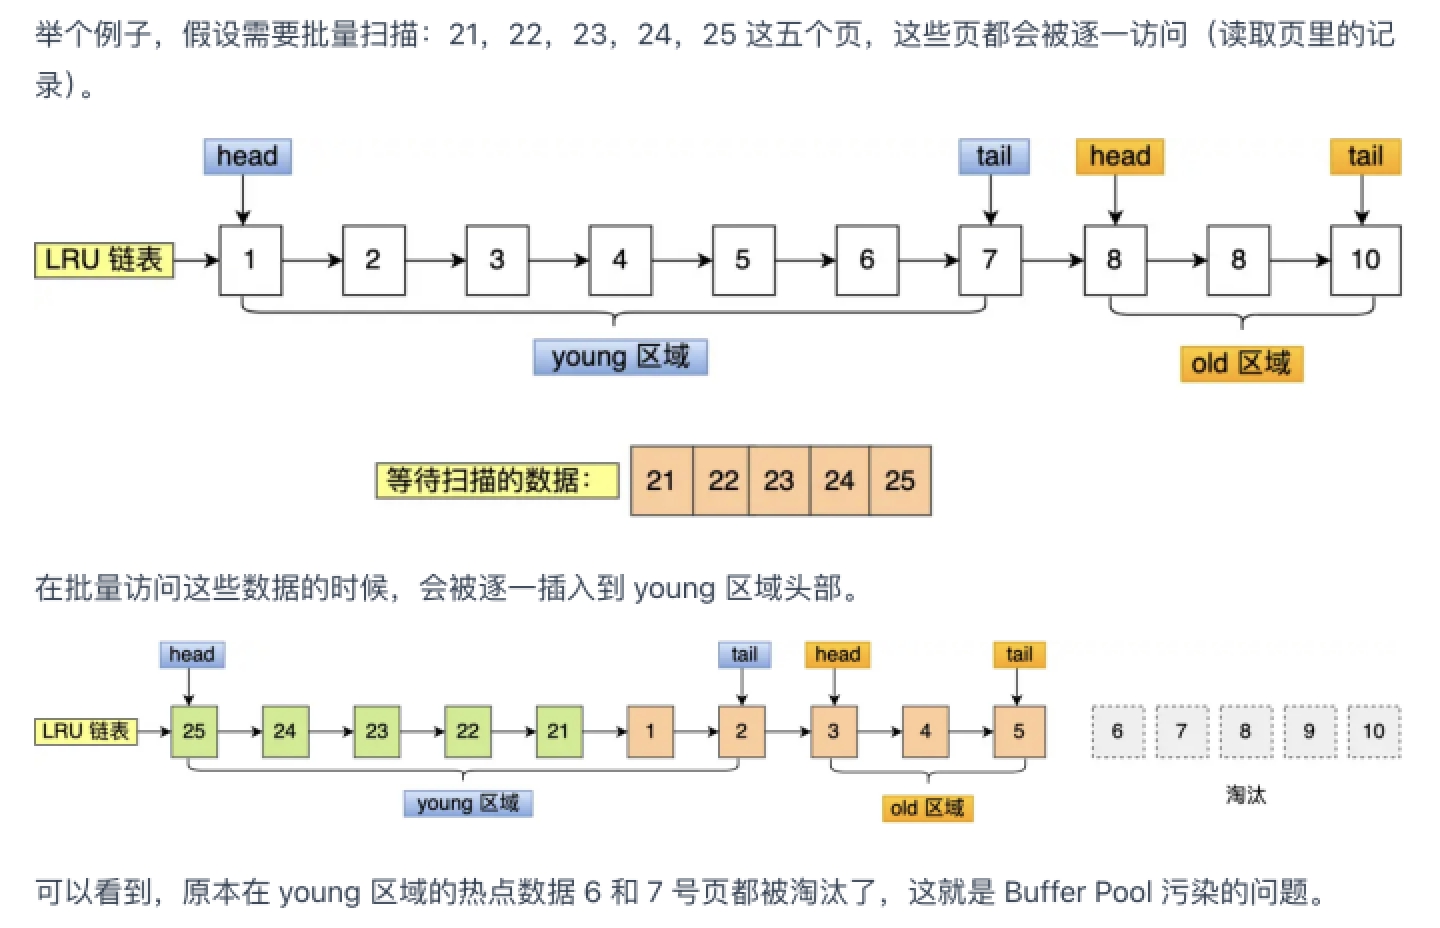 举个例子，假设需要批量扫描：21，22，23，24，25 这五个页，这些页都会被逐一访问（读取页里的记
录）。
head tail head tail
LRU 链表 1 2 3 4 5 6 7 8 8 10
young 区域
old 区域
等待扫描的数据： 21 22 23 24 25
在批量访问这些数据的时候，会被逐一插入到 young 区域头部。
head tail head tail
LRU 链表 25 24 23 22 21 1 2 3 4 5 6 7 8 9 10
淘汰
young 区域
old 区域
可以看到，原本在 young 区域的热点数据 6 和 7 号页都被淘汰了，这就是 Buffer Pool 污染的问题。